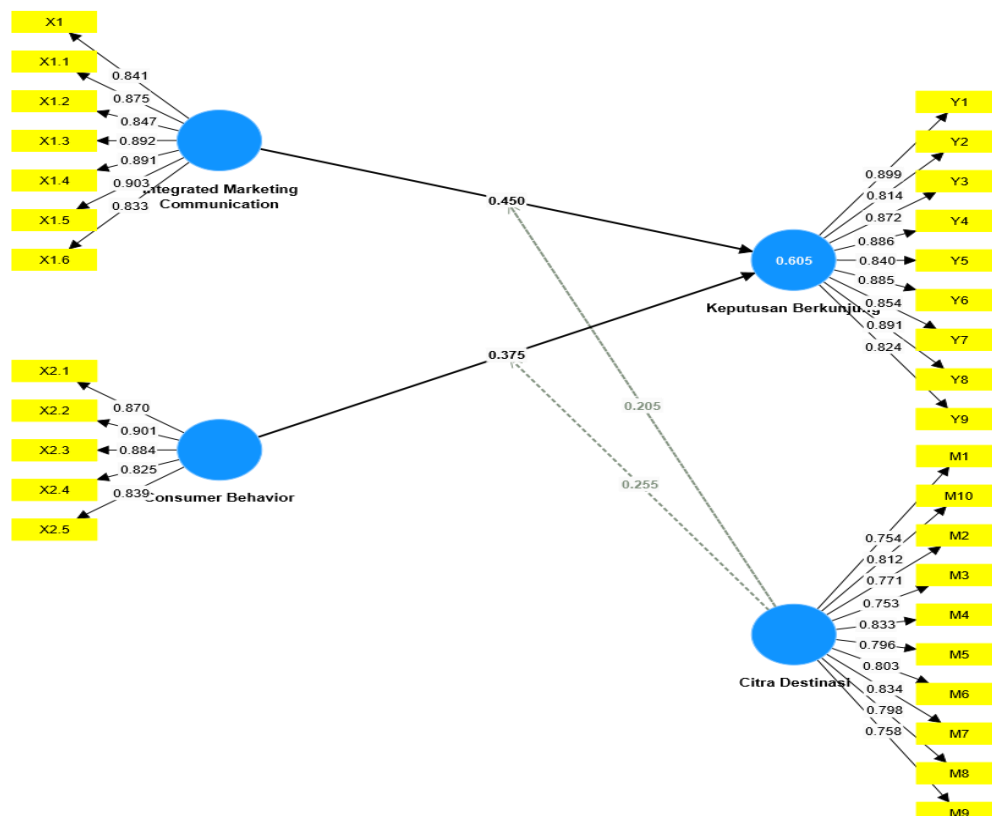 X1
X1.1
X1.2
X1.3
X1.4
X1.5
X1.6
0.841
0.875
0.847
0.892
0.891
0.903
0.833
Integrated Marketing
Communication
X2.1
X2.2
X2.3
X2.4
X2.5
0.870
0.901
0.884
0.825
0.839
Consumer Behavior
0.450
0.375
0.205
0.255
0.605
Keputusan Berkunjung
0.899
0.814
0.872
0.886
0.840
0.885
0.854
0.891
0.824
Y1
Y2
Y3
Y4
Y5
Y6
Y7
Y8
Y9
Citra Destinasi
0.754
0.812
0.771
0.753
0.833
0.796
0.803
0.834
0.798
0.758
M1
M10
M2
M3
M4
M5
M6
M7
M8
M9